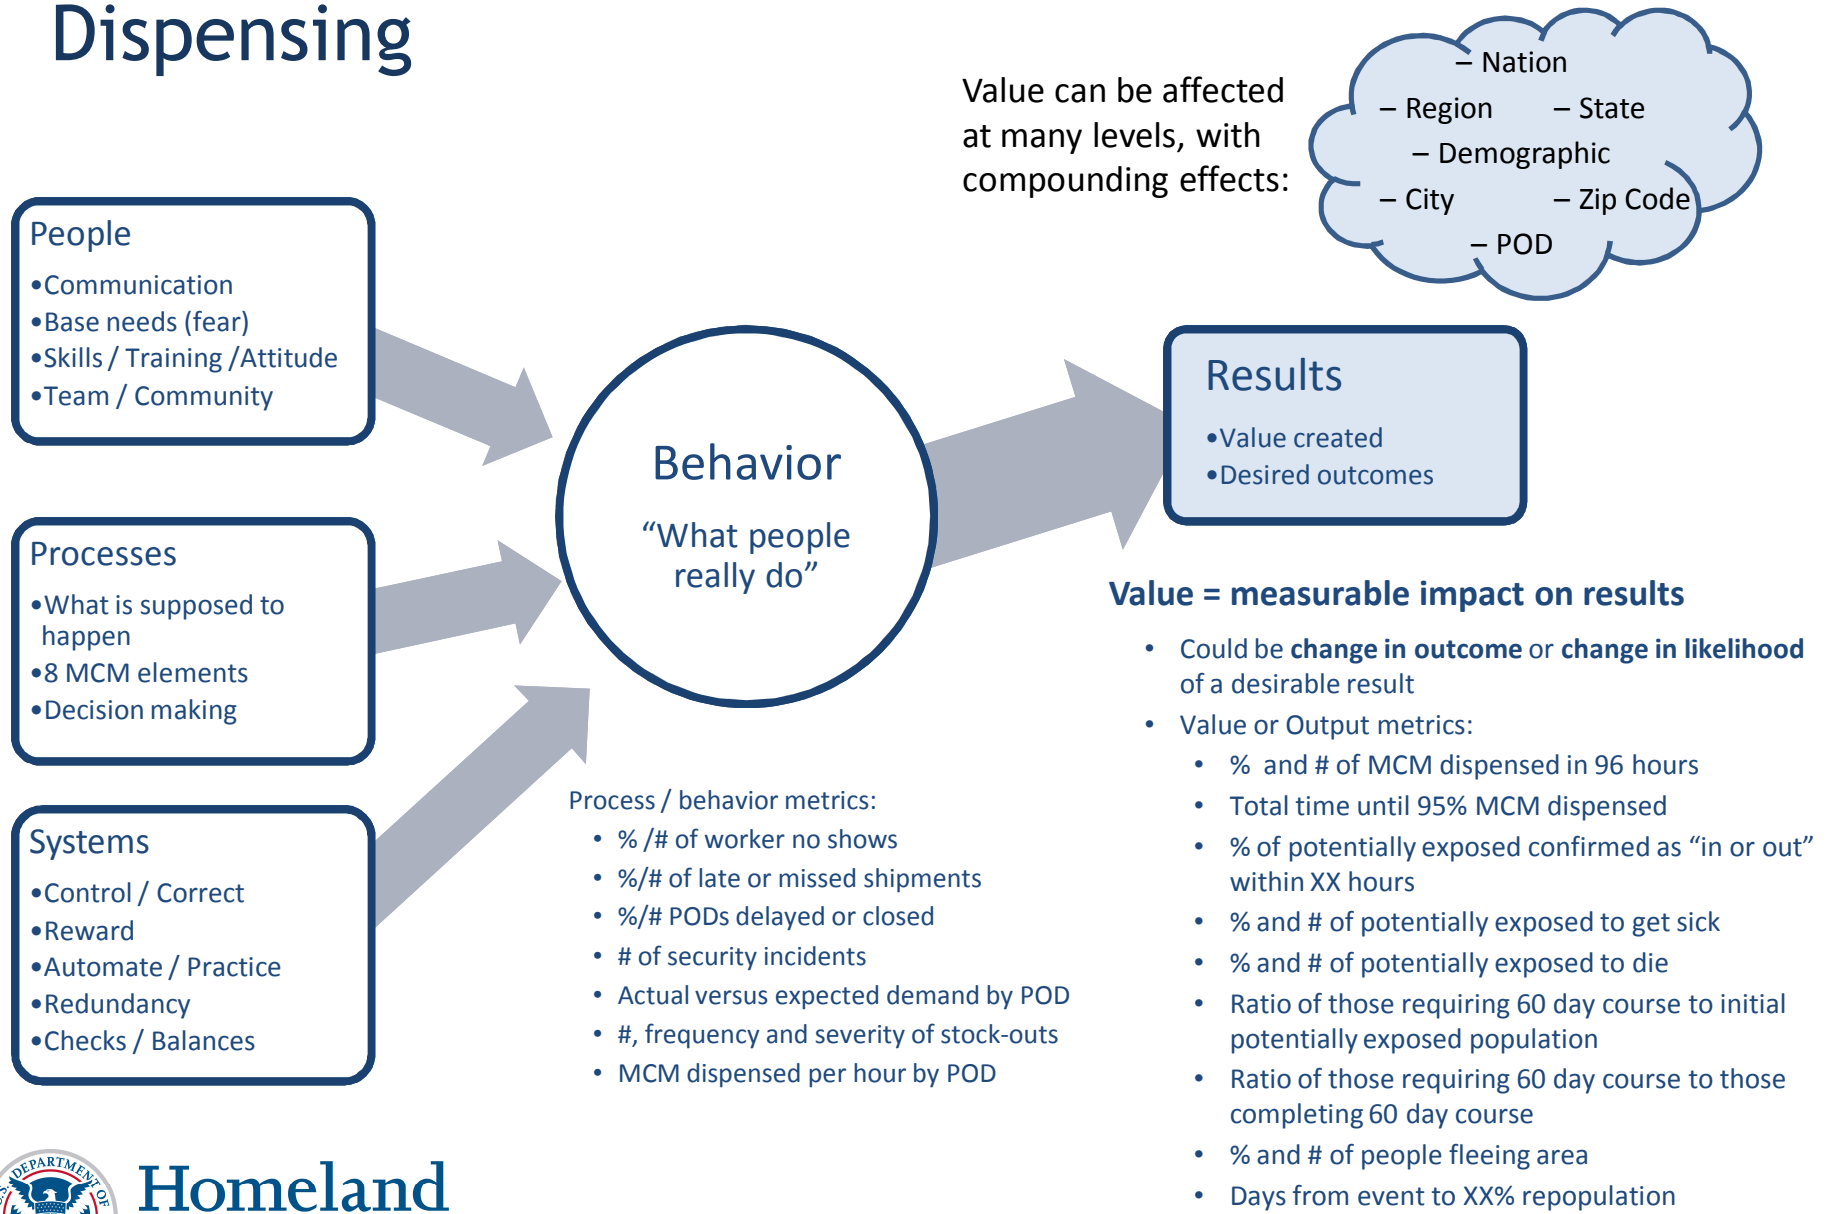 Dispensing
Value can be affected
at many levels, with
compounding effects:
– Nation
– Region – State
– Demographic
– City – Zip Code
– POD
People
•Communication
•Base needs (fear)
•Skills / Training /Attitude
•Team / Community
Processes
•What is supposed to
happen
•8 MCM elements
•Decision making
Systems
•Control / Correct
•Reward
•Automate / Practice
•Redundancy
•Checks / Balances
Behavior
“What people
really do”
Process / behavior metrics:
• % /# of worker no shows
• %/# of late or missed shipments
• %/# PODs delayed or closed
• # of security incidents
• Actual versus expected demand by POD
• #, frequency and severity of stock-outs
• MCM dispensed per hour by POD
Results
•Value created
•Desired outcomes
Value = measurable impact on results
• Could be change in outcome or change in likelihood
of a desirable result
• Value or Output metrics:
• % and # of MCM dispensed in 96 hours
• Total time until 95% MCM dispensed
• % of potentially exposed confirmed as “in or out”
within XX hours
• % and # of potentially exposed to get sick
• % and # of potentially exposed to die
• Ratio of those requiring 60 day course to initial
potentially exposed population
• Ratio of those requiring 60 day course to those
completing 60 day course
• % and # of people fleeing area
• Days from event to XX% repopulation
DEPARTMENT OF
Homeland